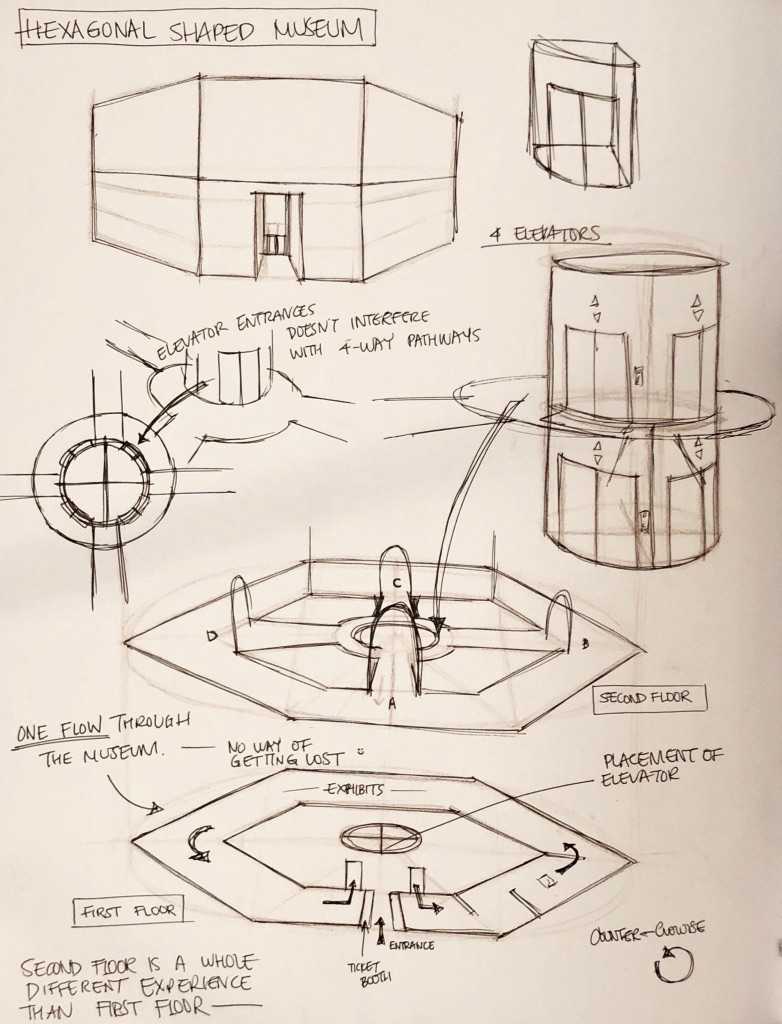 HEXAGONAL SHAPED MUSEUM
4 ELEVATORS
ELEVATOR ENTRANCES
DOESN'T INTERFERE
WITH 4-WAY PATHWAYS
C
D
B
A
SECOND FLOOR
ONE FLOW THROUGH
THE MUSEUM. — NO WAY OF
GETTING LOST
PLACEMENT OF
ELEVATOR
— EXHIBITS —
FIRST FLOOR
ENTRANCE
TICKET
BOOTH
COUNTER-CLOWISE
SECOND FLOOR IS A WHOLE
DIFFERENT EXPERIENCE
THAN FIRST FLOOR —